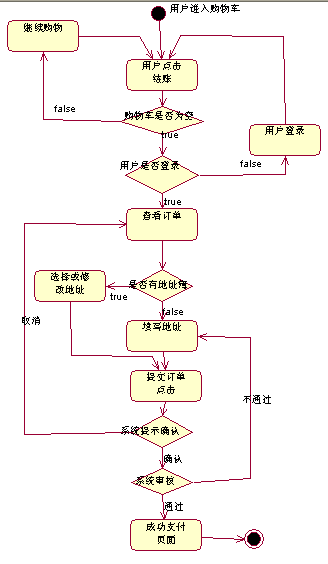 用户进入购物车
继续购物
用户点击
结账
false
购物车是否为空
true
用户登录
用户是否登录
false
true
查看订单
选择或修
改地址
是否有地址簿
true
false
取消
填写地址
提交订单
点击
不通过
系统提示确认
确认
系统审核
通过
成功支付
页面